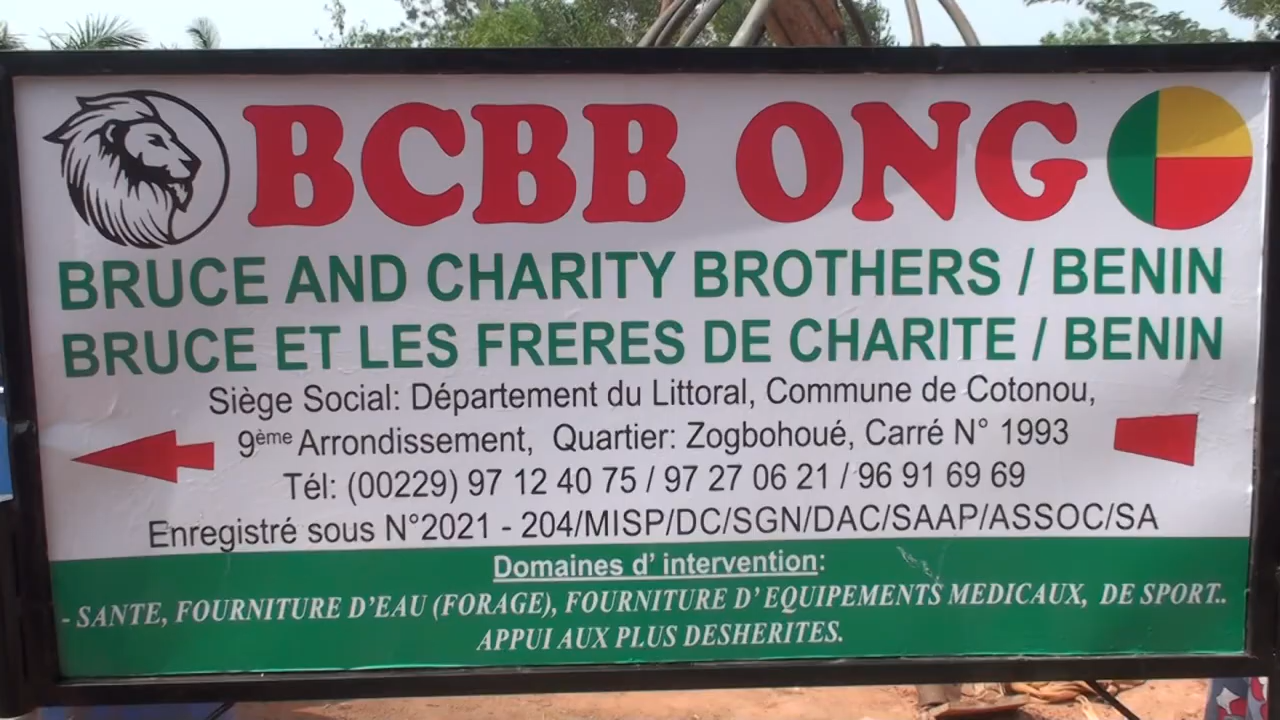 BCBB ONG
BRUCE AND CHARITY BROTHERS / BENIN
BRUCE ET LES FRERES DE CHARITE / BENIN
Siège Social: Département du Littoral, Commune de Cotonou,
9ème Arrondissement, Quartier: Zogbohoué, Carré N° 1993
Tél: (00229) 97 12 40 75 / 97 27 06 21 / 96 91 69 69
Enregistré sous N°2021 - 204/MISP/DC/SGN/DAC/SAAP/ASSOC/SA
Domaines d' intervention:
- SANTE, FOURNITURE D'EAU (FORAGE), FOURNITURE D' EQUIPEMENTS MEDICAUX, DE SPORT..
APPUI AUX PLUS DESHERITES.